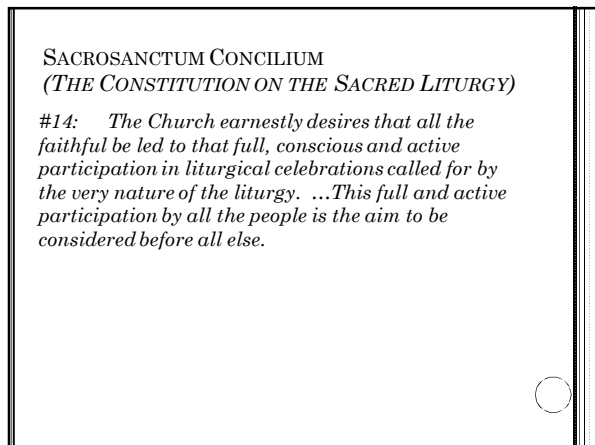 SACROSANCTUM CONCILIUM
(THE CONSTITUTION ON THE SACRED LITURGY)
#14: The Church earnestly desires that all the
faithful be led to that full, conscious and active
participation in liturgical celebrations called for by
the very nature of the liturgy. …This full and active
participation by all the people is the aim to be
considered before all else.